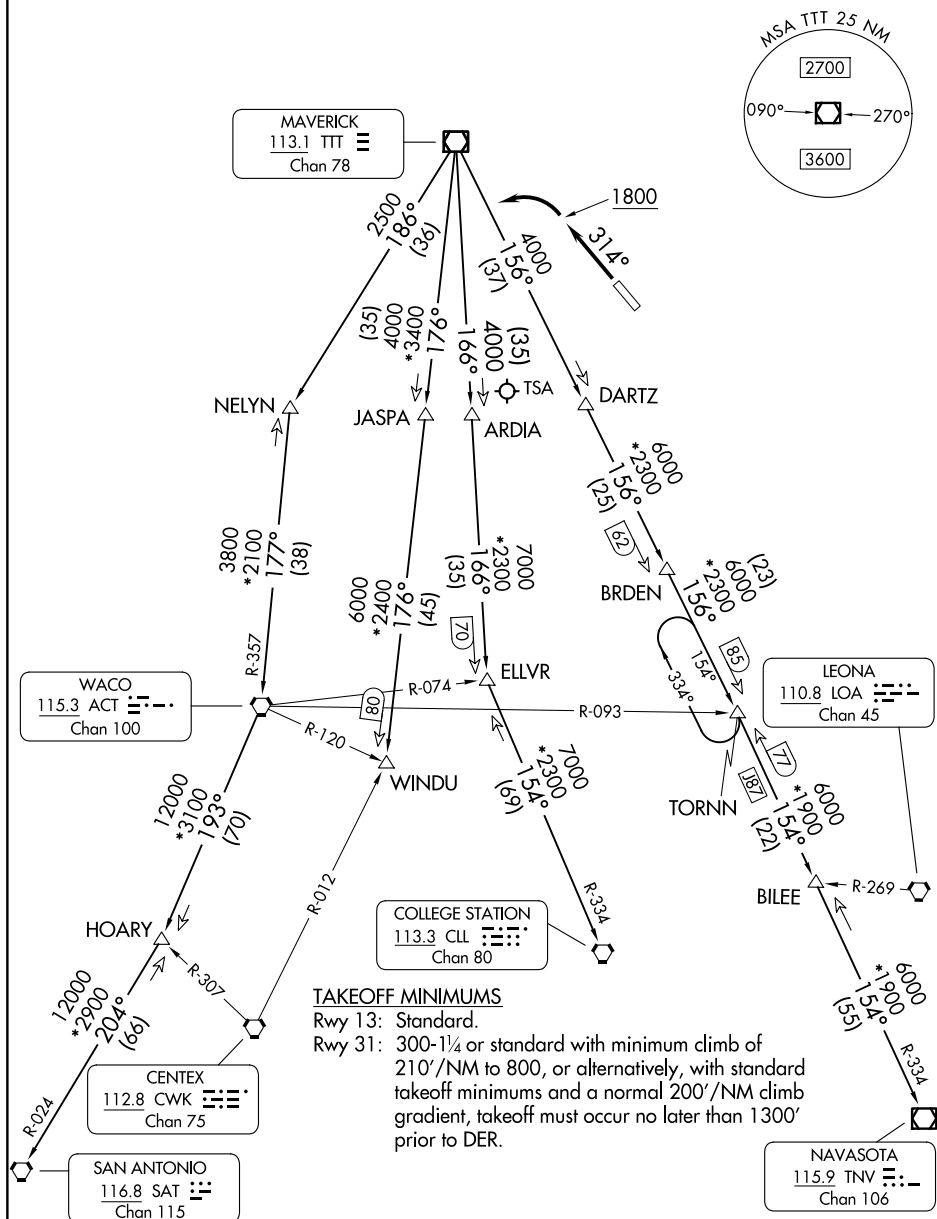 MSA TTT 25 NM
2700
090°
270°
3600
MAVERICK
113.1 TTT
Chan 78
1800
314°
2500
186°
(36)
(35)
4000
*3400
176°
(35)
4000
166°
4000
156°
(37)
TSA
NELYN
JASPA
ARDIA
DARTZ
3800
*2100
177°
(38)
6000
*2400
176°
(45)
7000
*2300
166°
(35)
6000
*2300
156°
(25)
62
BRDEN
(23)
6000
*2300
156°
R-357
70
ELLVR
154°
334°
85
LEONA
110.8 LOA
Chan 45
WACO
115.3 ACT
Chan 100
R-074
80
R-093
R-120
WINDU
77
J87
TORNN
12000
*3100
193°
(70)
7000
*2300
154°
(69)
6000
*1900
154°
(22)
R-012
R-334
BILEE
R-269
HOARY
COLLEGE STATION
113.3 CLL
Chan 80
R-307
12000
*2900
204°
(66)
6000
*1900
154°
(55)
R-334
CENTEX
112.8 CWK
Chan 75
R-024
SAN ANTONIO
116.8 SAT
Chan 115
TAKEOFF MINIMUMS
Rwy 13: Standard.
Rwy 31: 300-1¼ or standard with minimum climb of
210'/NM to 800, or alternatively, with standard
takeoff minimums and a normal 200'/NM climb
gradient, takeoff must occur no later than 1300'
prior to DER.
NAVASOTA
115.9 TNV
Chan 106